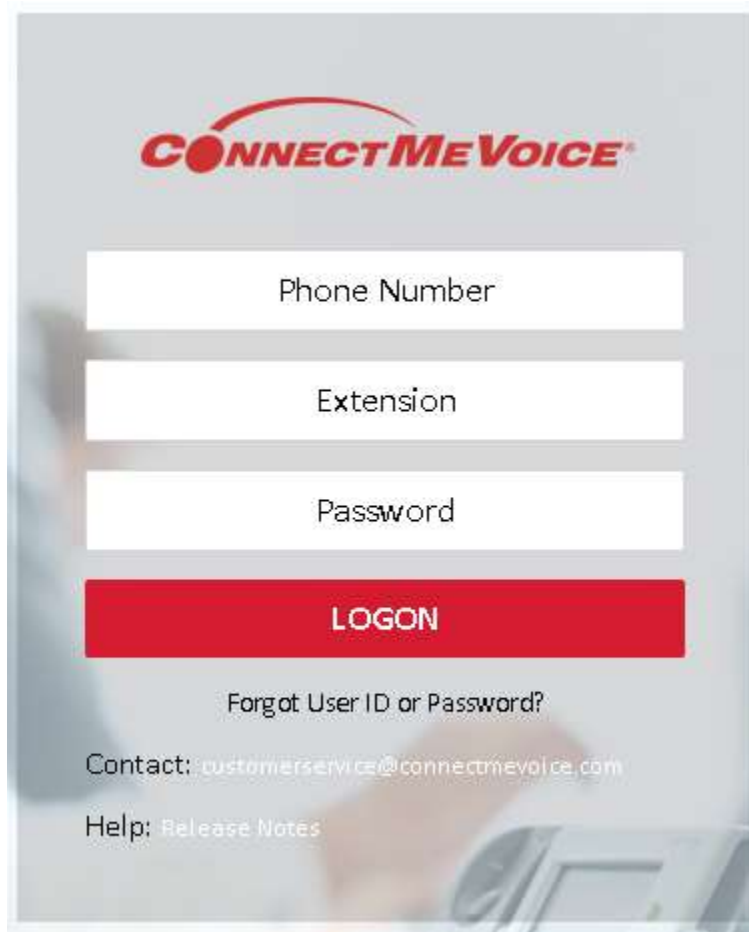 CONNECTMEVOICE®
Phone Number
Extension
Password
LOGON
Forgot User ID or Password?
Contact: customerservice@connectmevoice.com
Help: Release Notes